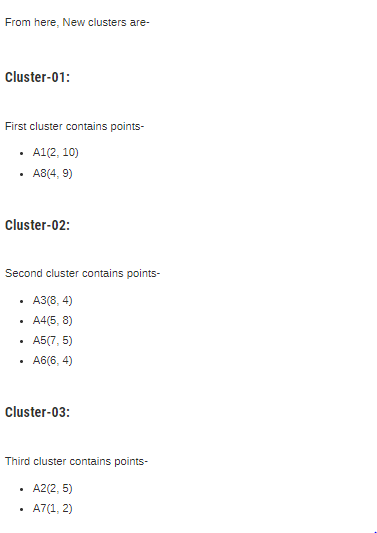 From here, New clusters are-
Cluster-01:
First cluster contains points-
• A1(2, 10)
• A8(4, 9)
Cluster-02:
Second cluster contains points-
• A3(8, 4)
• A4(5, 8)
• A5(7, 5)
• A6(6, 4)
Cluster-03:
Third cluster contains points-
• A2(2, 5)
• A7(1, 2)